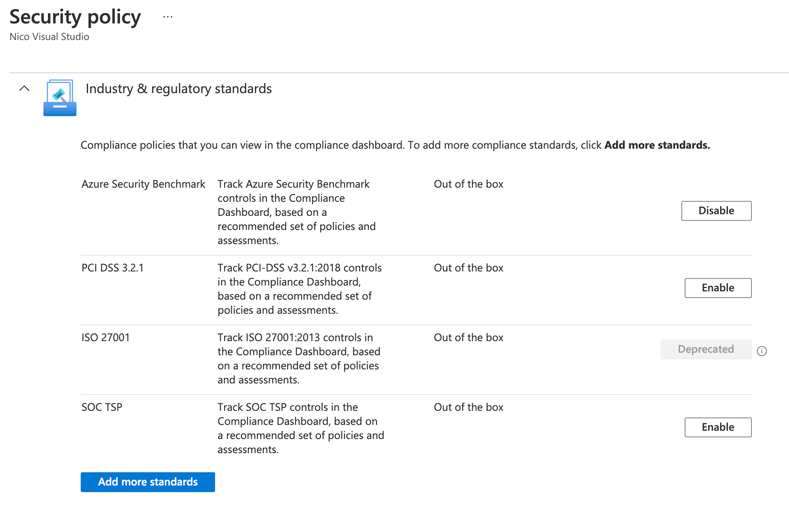 Security policy ...
Nico Visual Studio
Industry & regulatory standards
Compliance policies that you can view in the compliance dashboard. To add more compliance standards, click Add more standards.
Azure Security Benchmark
Track Azure Security Benchmark
controls in the Compliance
Dashboard, based on a
recommended set of policies and
assessments.
Out of the box
Disable
PCI DSS 3.2.1
Track PCI-DSS v3.2.1:2018 controls
in the Compliance Dashboard,
based on a recommended set of
policies and assessments.
Out of the box
Enable
ISO 27001
Track ISO 27001:2013 controls in
the Compliance Dashboard, based
on a recommended set of policies
and assessments.
Out of the box
Deprecated
SOC TSP
Track SOC TSP controls in the
Compliance Dashboard, based on
a recommended set of policies and
assessments.
Out of the box
Enable
Add more standards